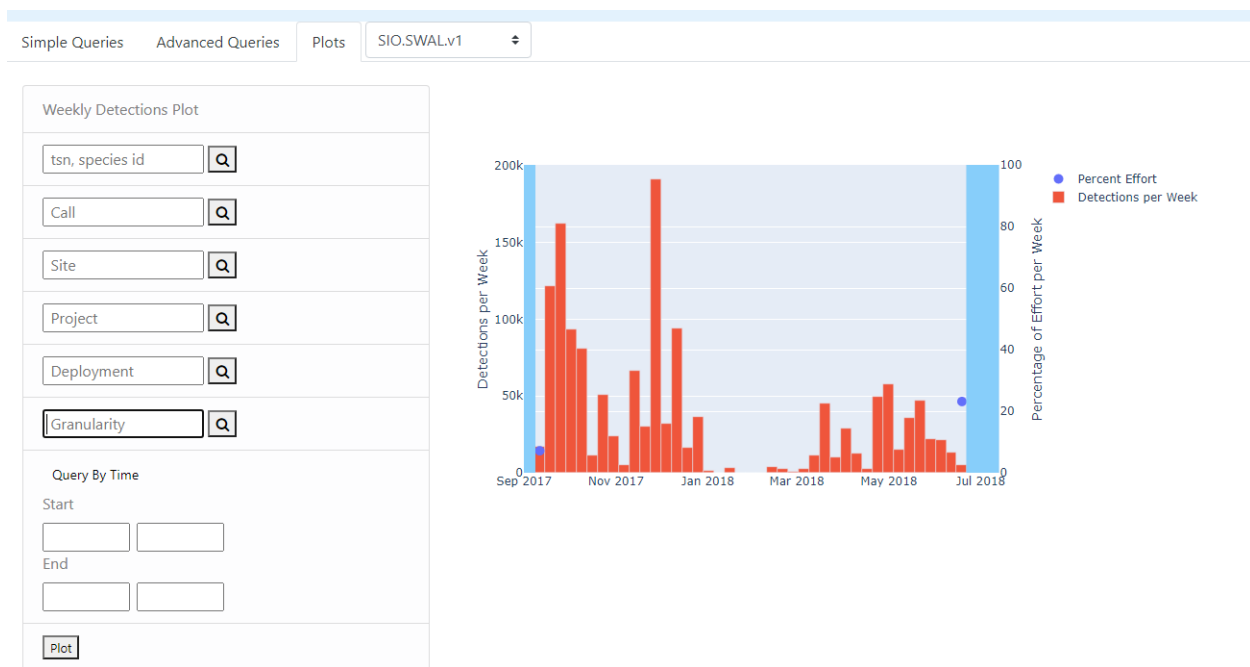 Simple Queries Advanced Queries Plots SIO.SWAL.v1
Weekly Detections Plot
tsn, species id
Call
Site
Project
Deployment
Granularity
Query By Time
Start
End
Plot
200k
150k
100k
50k
0
Detections per Week
Sep 2017 Nov 2017 Jan 2018 Mar 2018 May 2018 Jul 2018
100
80
60
40
20
0
Percentage of Effort per Week
Percent Effort
Detections per Week